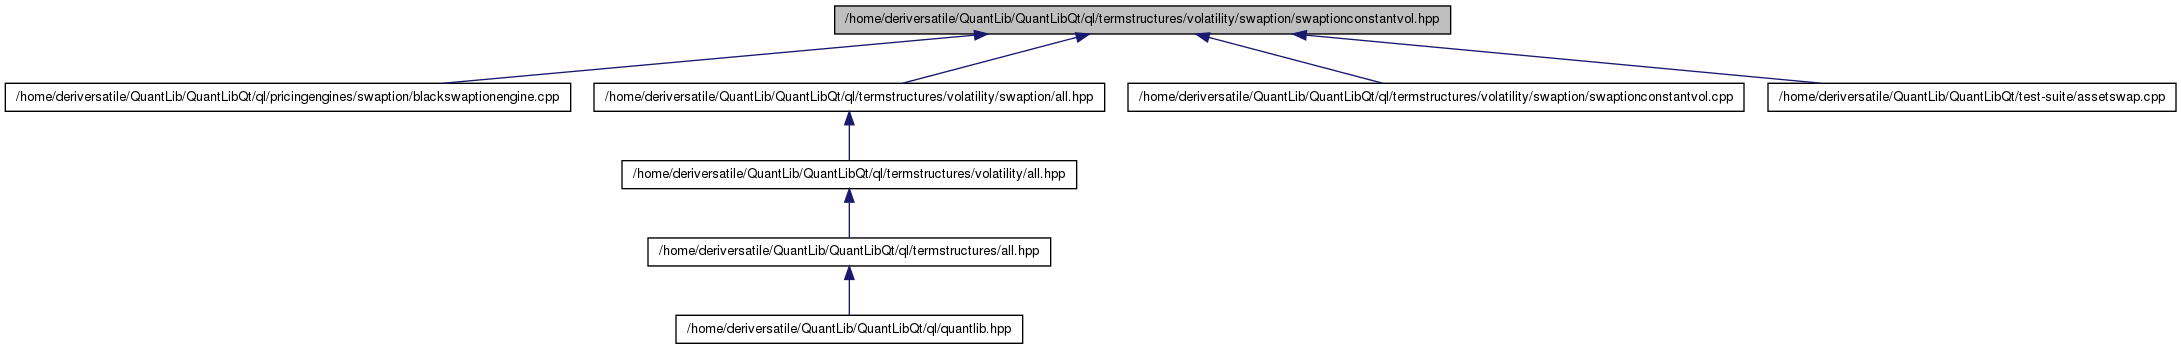 /home/deriversatile/QuantLib/QuantLibQt/ql/termstructures/volatility/swaption/swaptionconstantvol.hpp
/home/deriversatile/QuantLib/QuantLibQt/ql/pricingengines/swaption/blackswaptionengine.cpp
/home/deriversatile/QuantLib/QuantLibQt/ql/termstructures/volatility/swaption/all.hpp
/home/deriversatile/QuantLib/QuantLibQt/ql/termstructures/volatility/swaption/swaptionconstantvol.cpp
/home/deriversatile/QuantLib/QuantLibQt/test-suite/assetswap.cpp
/home/deriversatile/QuantLib/QuantLibQt/ql/termstructures/volatility/all.hpp
/home/deriversatile/QuantLib/QuantLibQt/ql/termstructures/all.hpp
/home/deriversatile/QuantLib/QuantLibQt/ql/quantlib.hpp